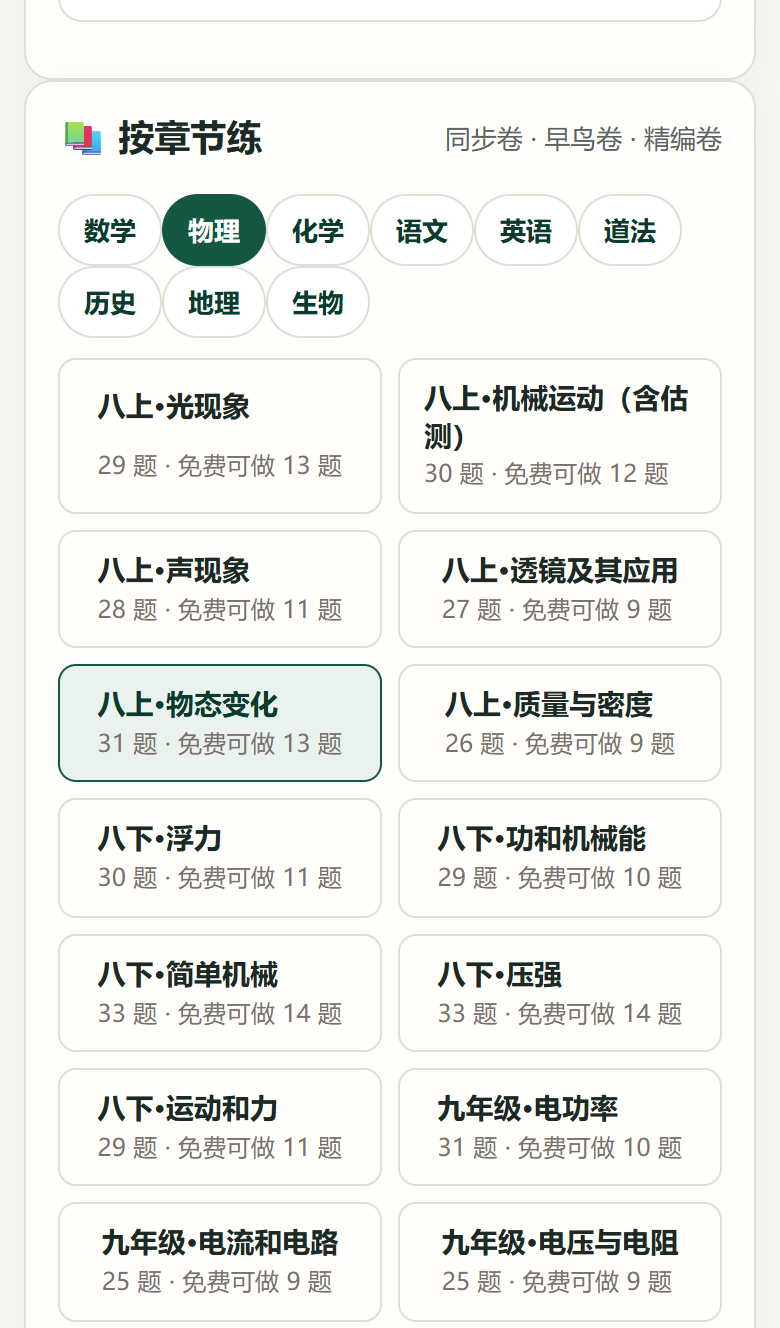 按章节练
同步卷 · 早鸟卷 · 精编卷
数学 物理 化学 语文 英语 道法
历史 地理 生物
八上•光现象
29 题 · 免费可做 13 题
八上•机械运动（含估
测）
30 题 · 免费可做 12 题
八上•声现象
28 题 · 免费可做 11 题
八上•透镜及其应用
27 题 · 免费可做 9 题
八上•物态变化
31 题 · 免费可做 13 题
八上•质量与密度
26 题 · 免费可做 9 题
八下•浮力
30 题 · 免费可做 11 题
八下•功和机械能
29 题 · 免费可做 10 题
八下•简单机械
33 题 · 免费可做 14 题
八下•压强
33 题 · 免费可做 14 题
八下•运动和力
29 题 · 免费可做 11 题
九年级•电功率
31 题 · 免费可做 10 题
九年级•电流和电路
25 题 · 免费可做 9 题
九年级•电压与电阻
25 题 · 免费可做 9 题